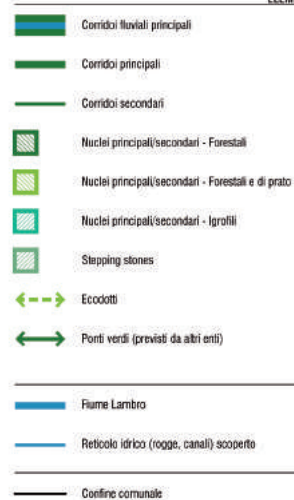 Corridoi fluviali principali
Corridoi principali
Corridoi secondari
Nuclei principali/secondari - Forestali
Nuclei principali/secondari - Forestali e di prato
Nuclei principali/secondari - Igrofili
Stepping stones
Ecodotti
Ponti verdi (previsti da altri enti)
Fiume Lambro
Reticolo idrico (rogge, canali) scoperto
Confine comunale